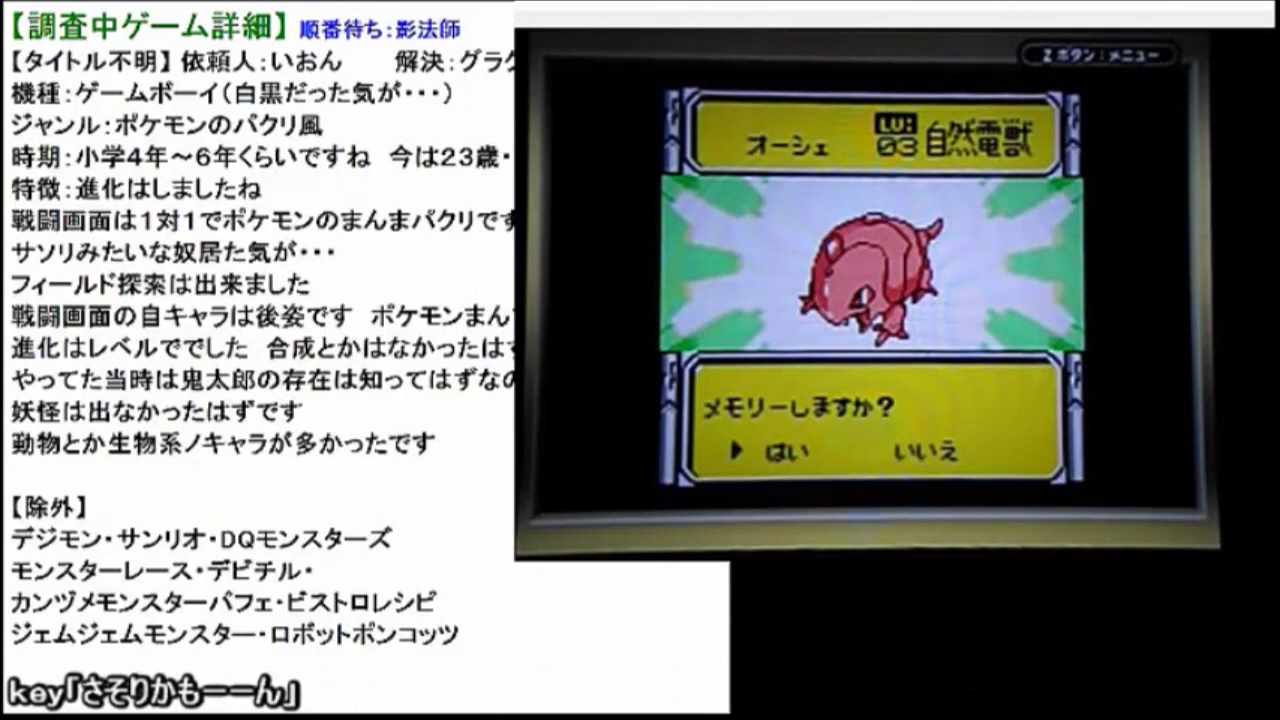 【調査中ゲーム詳細】 順番待ち：影法師
【タイトル不明】 依頼人：いおん　　解決：グラク
機種：ゲームボーイ（白黒だった気が・・・）
ジャンル：ポケモンのパクリ風
時期：小学４年～６年くらいですね　今は２３歳・
特徴：進化はしましたね
戦闘画面は１対１でポケモンのまんまパクリです
サソリみたいな奴居た気が・・・
フィールド探索は出来ました
戦闘画面の自キャラは後姿です　ポケモンまん
進化はレベルででした　合成とかはなかったは
やってた当時は鬼太郎の存在は知ってはずなの
妖怪は出なかったはずです
動物とか生物系ノキャラが多かったです
【除外】
デジモン・サンリオ・DQモンスターズ
モンスターレース・デビチル・
カンヅメモンスターパフェ・ビストロレシピ
ジェムジェムモンスター・ロボットポンコッツ
key「さそりかもーーん」
Zボタン：メニュー
オーシェ LV: 03 自然電獣
メモリーしますか？
はい　いいえ